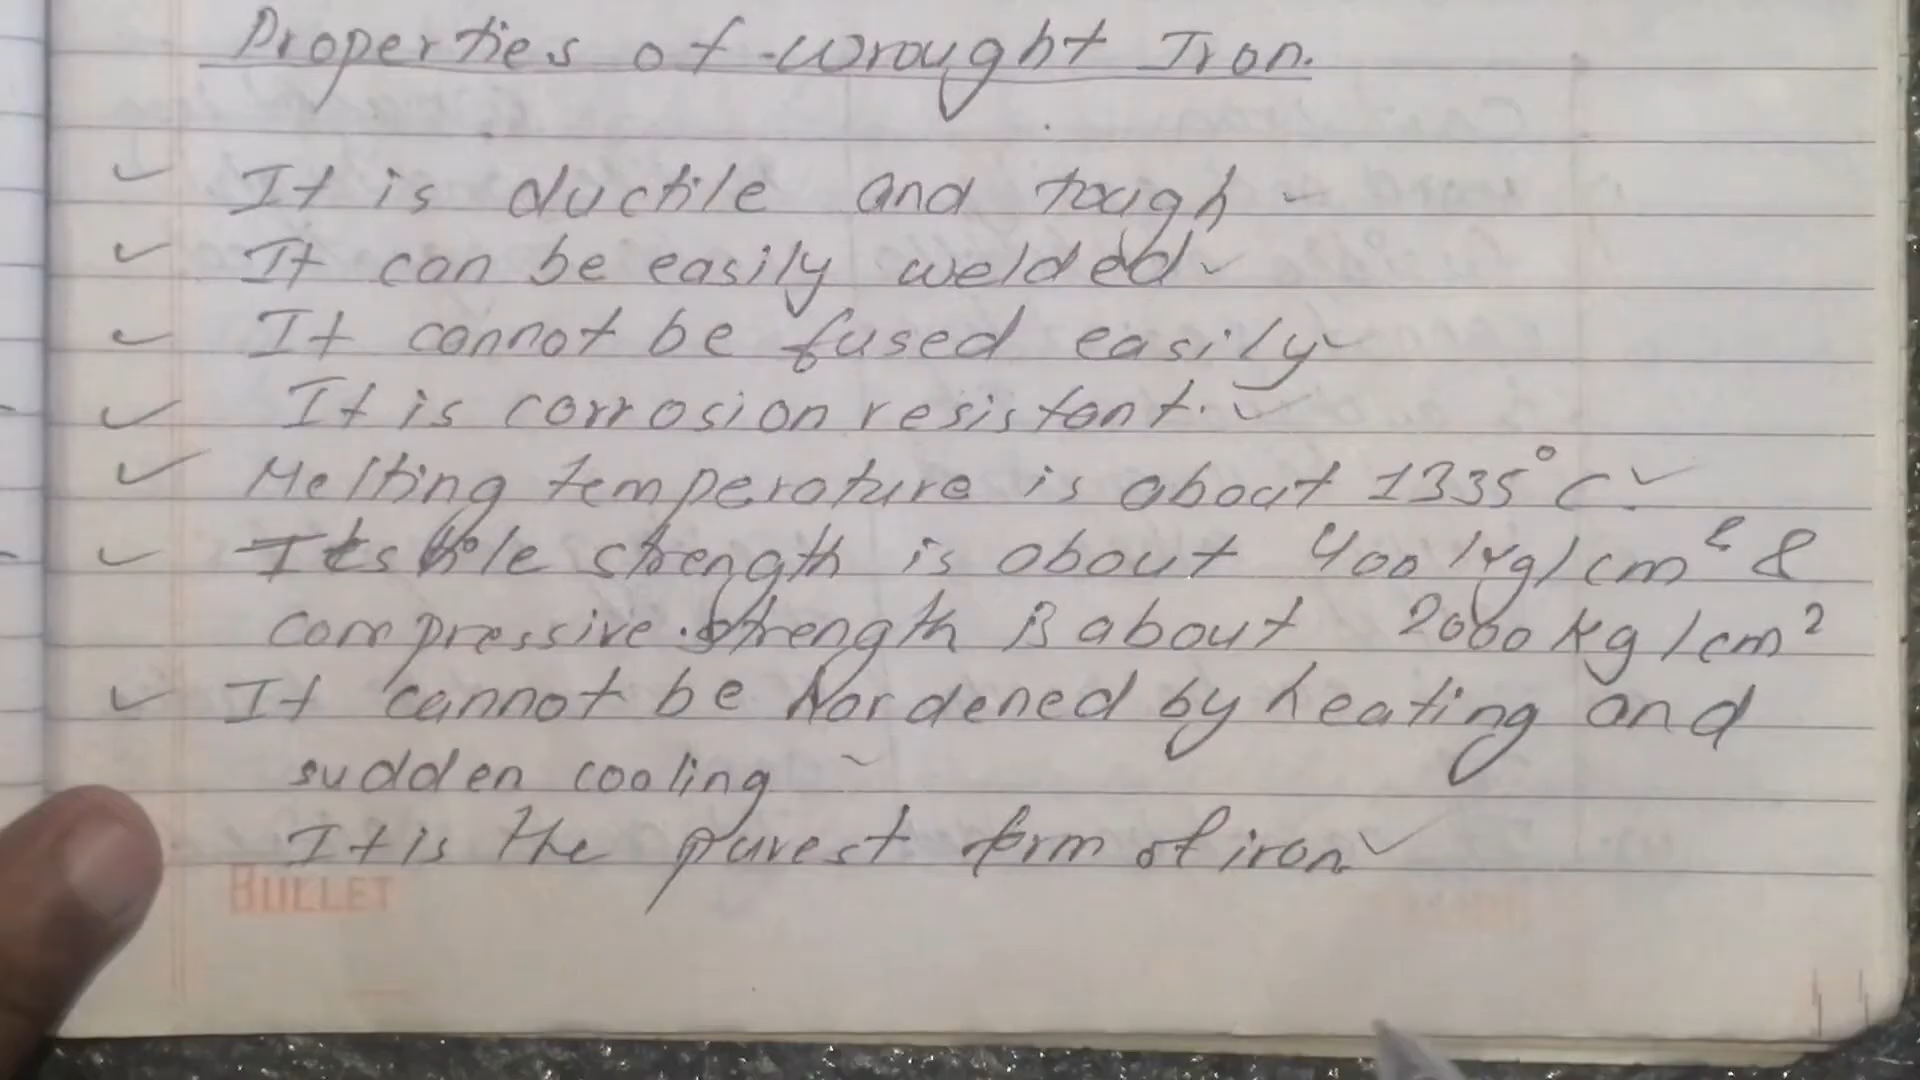 Properties of wrought Iron.
It is ductile and tough
It can be easily welded
It cannot be fused easily
It is corrosion resistant.
Melting temperature is about 1335°C
strength is about 400 kg/cm² &
compressive strength is about 2000 kg/cm²
It cannot be hardened by heating and
sudden cooling
It is the purest form of iron
BULLET